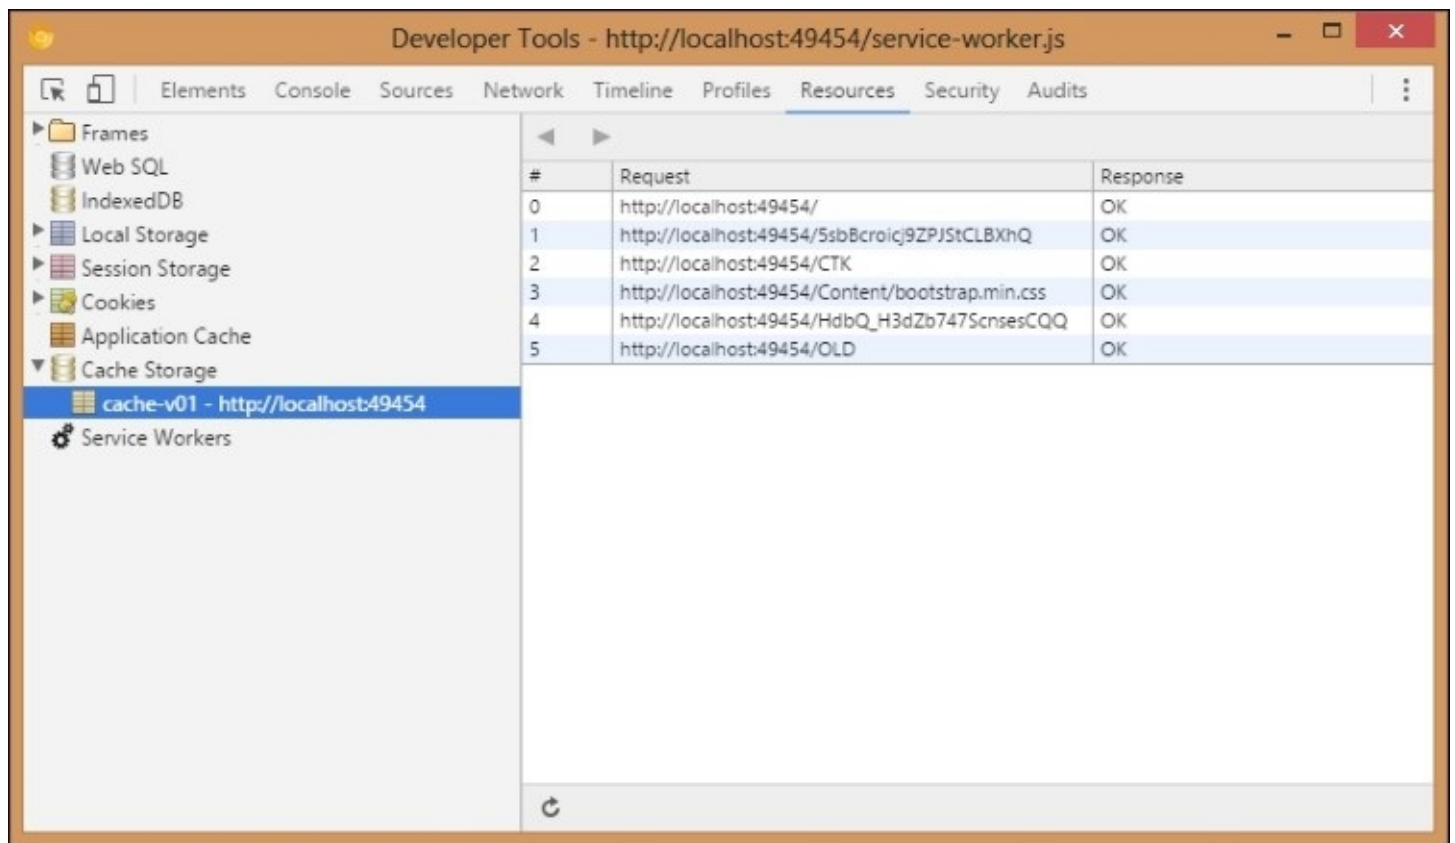 Developer Tools - http://localhost:49454/service-worker.js
Elements Console Sources Network Timeline Profiles Resources Security Audits
Frames
Web SQL
IndexedDB
Local Storage
Session Storage
Cookies
Application Cache
Cache Storage
cache-v01 - http://localhost:49454
Service Workers
# Request Response
0 http://localhost:49454/ OK
1 http://localhost:49454/5sbBcroicj9ZPJStCLBXhQ OK
2 http://localhost:49454/CTK OK
3 http://localhost:49454/Content/bootstrap.min.css OK
4 http://localhost:49454/HdbQ_H3dZb747ScnsesCQQ OK
5 http://localhost:49454/OLD OK